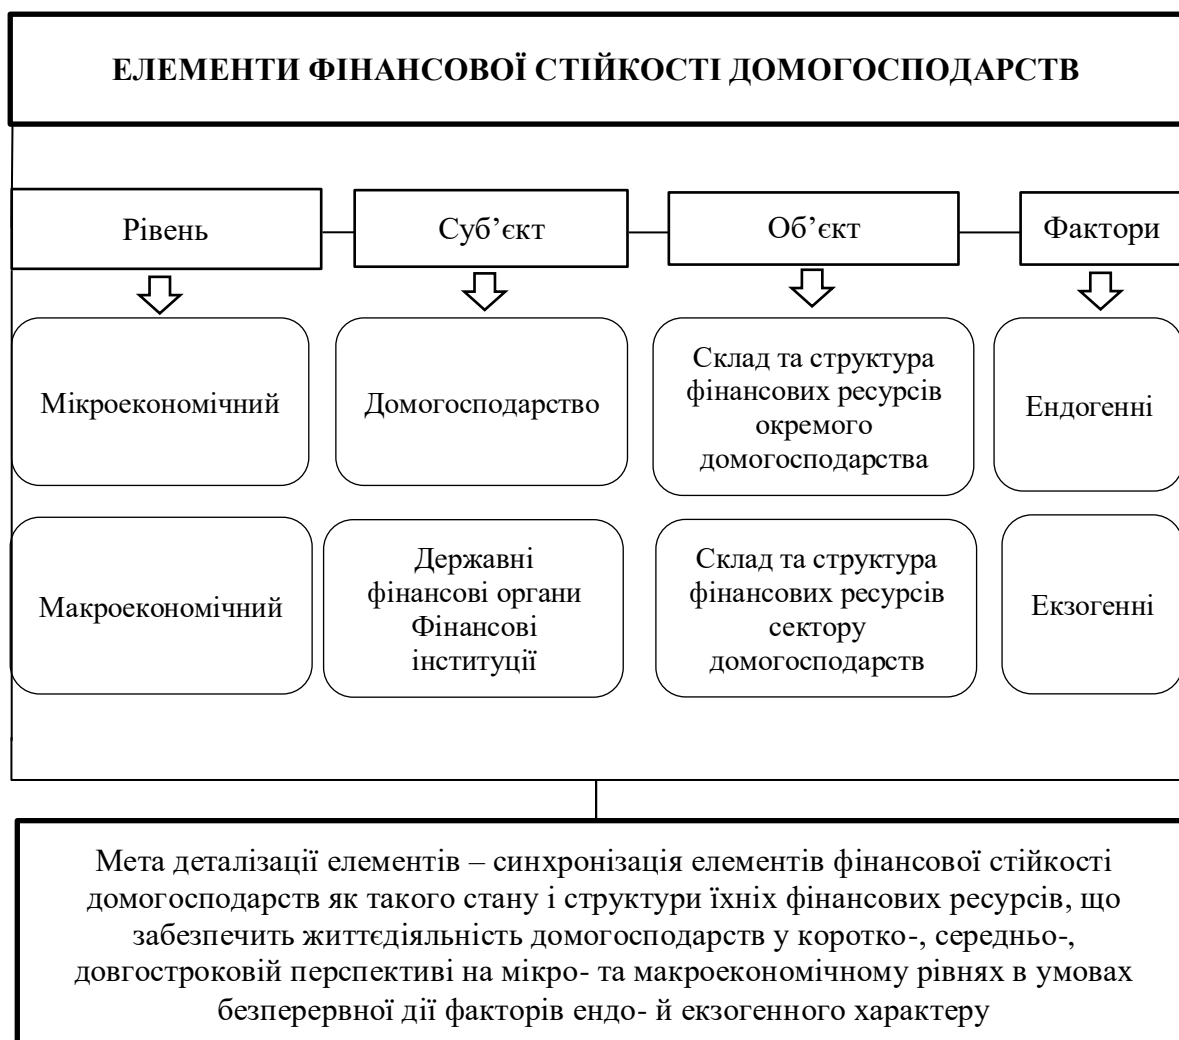 ЕЛЕМЕНТИ ФІНАНСОВОЇ СТІЙКОСТІ ДОМОГОСПОДАРСТВ
Рівень
Суб’єкт
Об’єкт
Фактори
Мікроекономічний
Домогосподарство
Склад та структура
фінансових ресурсів
окремого
домогосподарства
Ендогенні
Макроекономічний
Державні
фінансові органи
Фінансові
інституції
Склад та структура
фінансових ресурсів
сектору
домогосподарств
Екзогенні
Мета деталізації елементів – синхронізація елементів фінансової стійкості
домогосподарств як такого стану і структури їхніх фінансових ресурсів, що
забезпечить життєдіяльність домогосподарств у коротко-, середньо-,
довгостроковій перспективі на мікро- та макроекономічному рівнях в умовах
безперервної дії факторів ендо- й екзогенного характеру